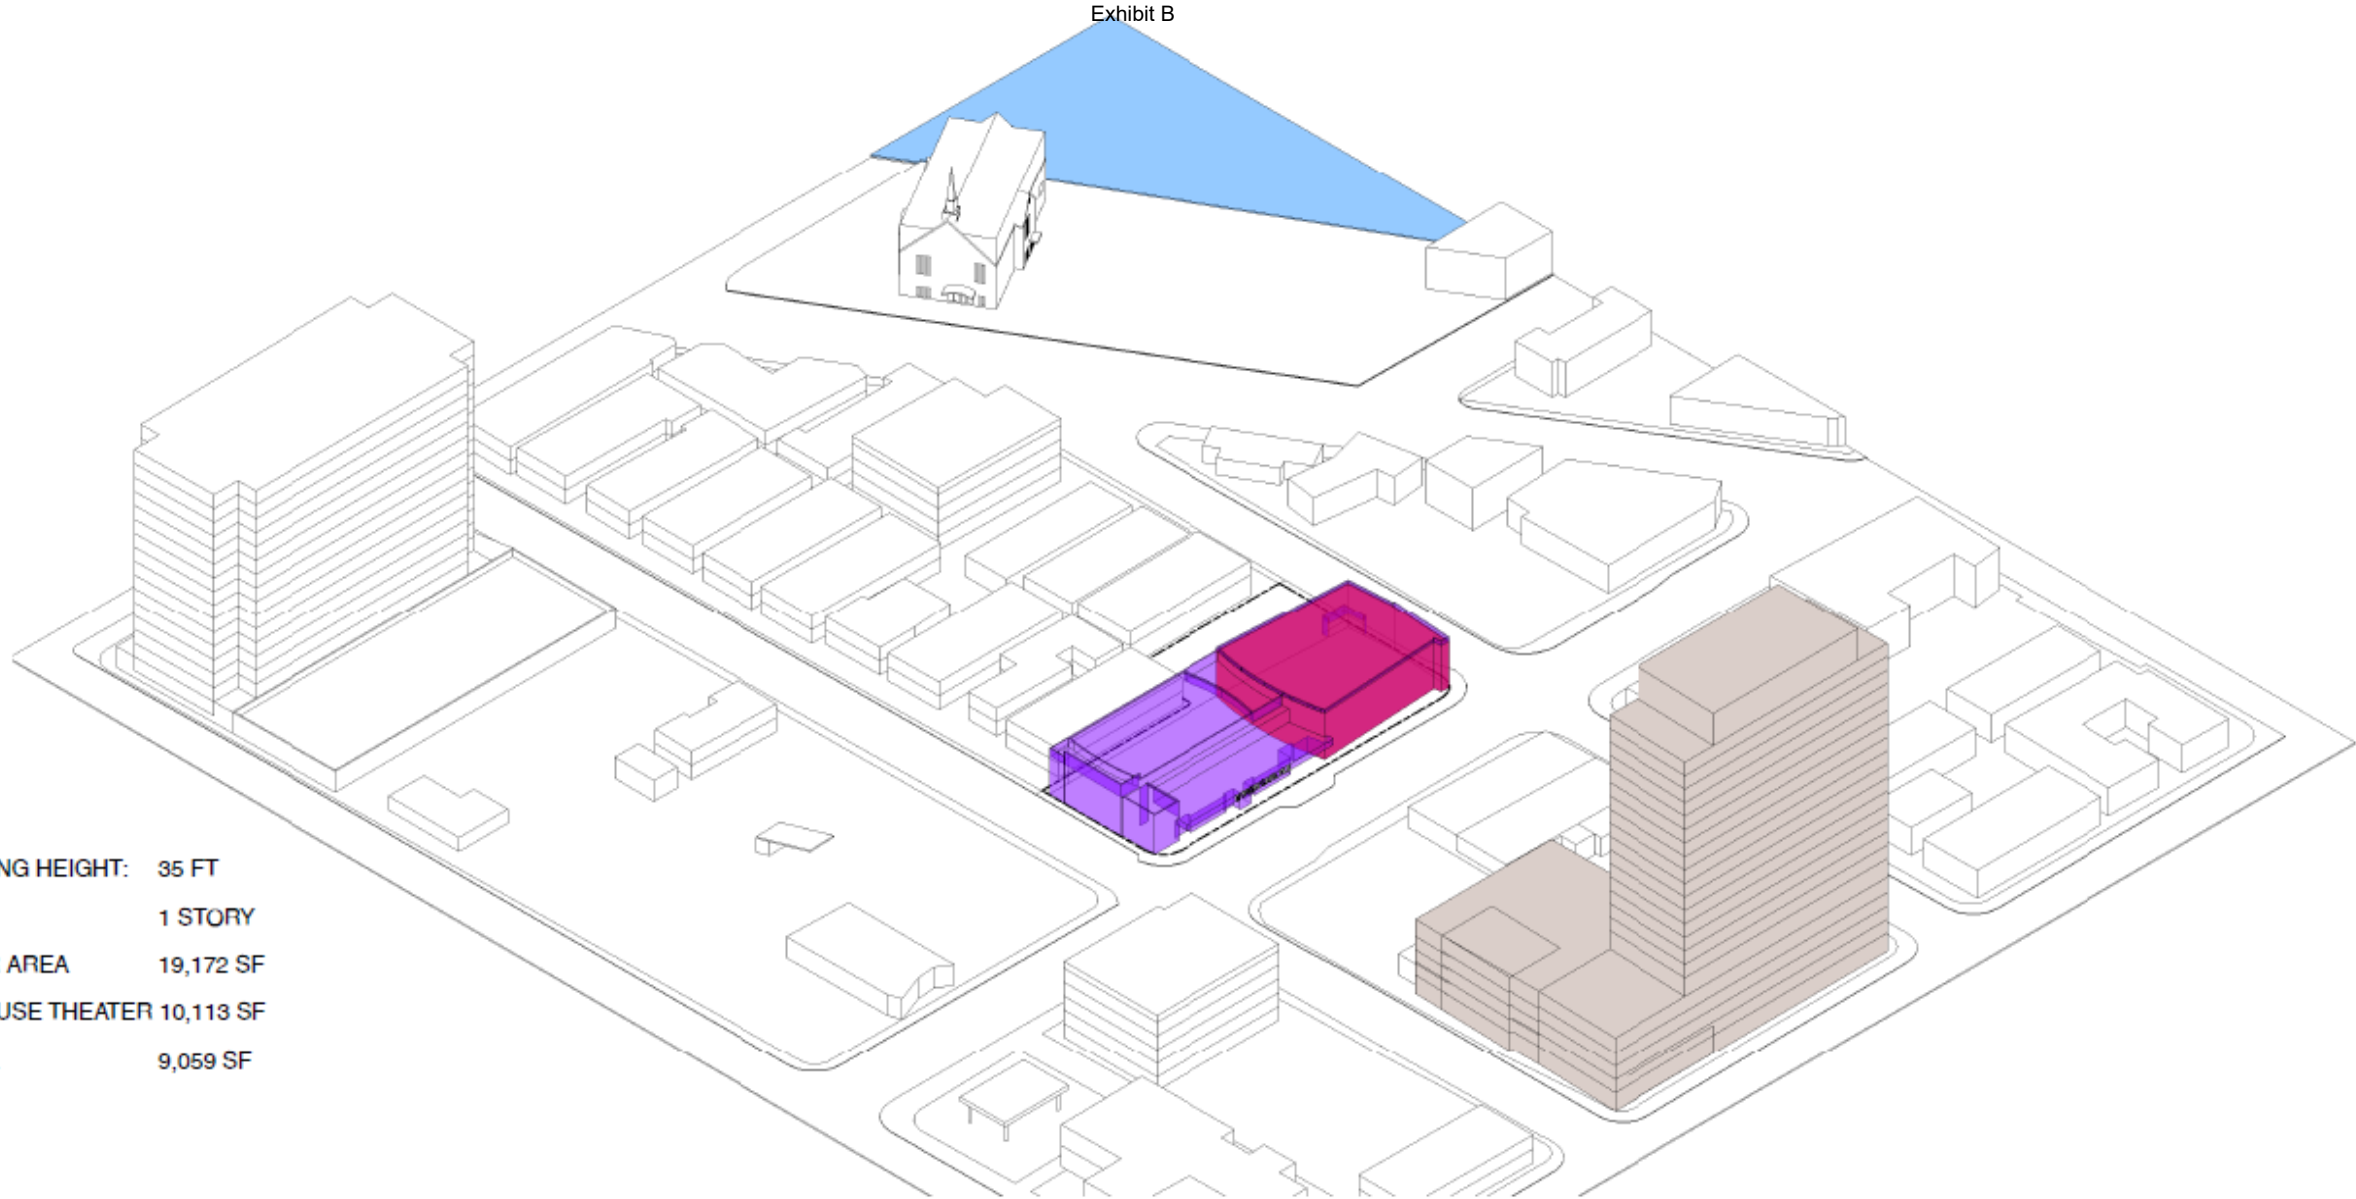 Exhibit B
NG HEIGHT: 35 FT
1 STORY
AREA 19,172 SF
USE THEATER 10,113 SF
9,059 SF